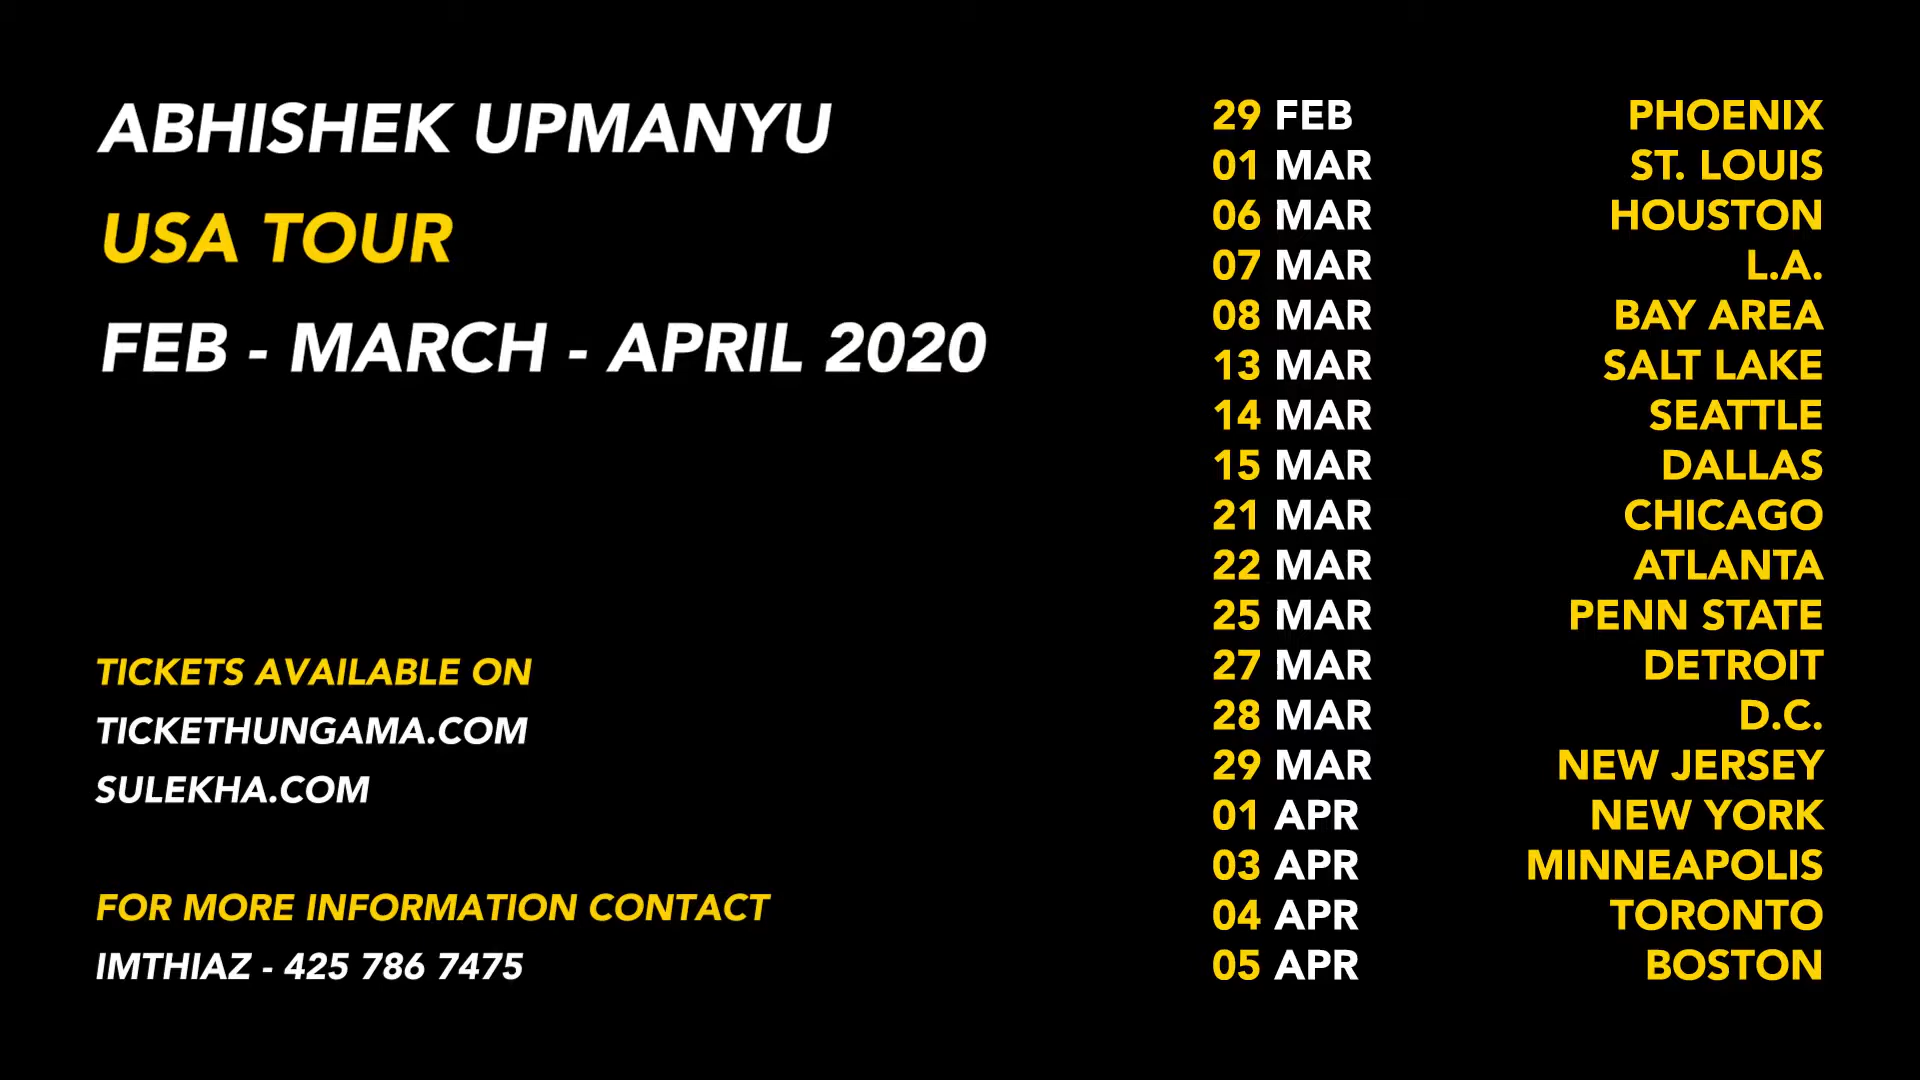 ABHISHEK UPMANYU
USA TOUR
FEB - MARCH - APRIL 2020
TICKETS AVAILABLE ON
TICKETHUNGAMA.COM
SULEKHA.COM
FOR MORE INFORMATION CONTACT
IMTHIAZ - 425 786 7475
29 FEB PHOENIX
01 MAR ST. LOUIS
06 MAR HOUSTON
07 MAR L.A.
08 MAR BAY AREA
13 MAR SALT LAKE
14 MAR SEATTLE
15 MAR DALLAS
21 MAR CHICAGO
22 MAR ATLANTA
25 MAR PENN STATE
27 MAR DETROIT
28 MAR D.C.
29 MAR NEW JERSEY
01 APR NEW YORK
03 APR MINNEAPOLIS
04 APR TORONTO
05 APR BOSTON